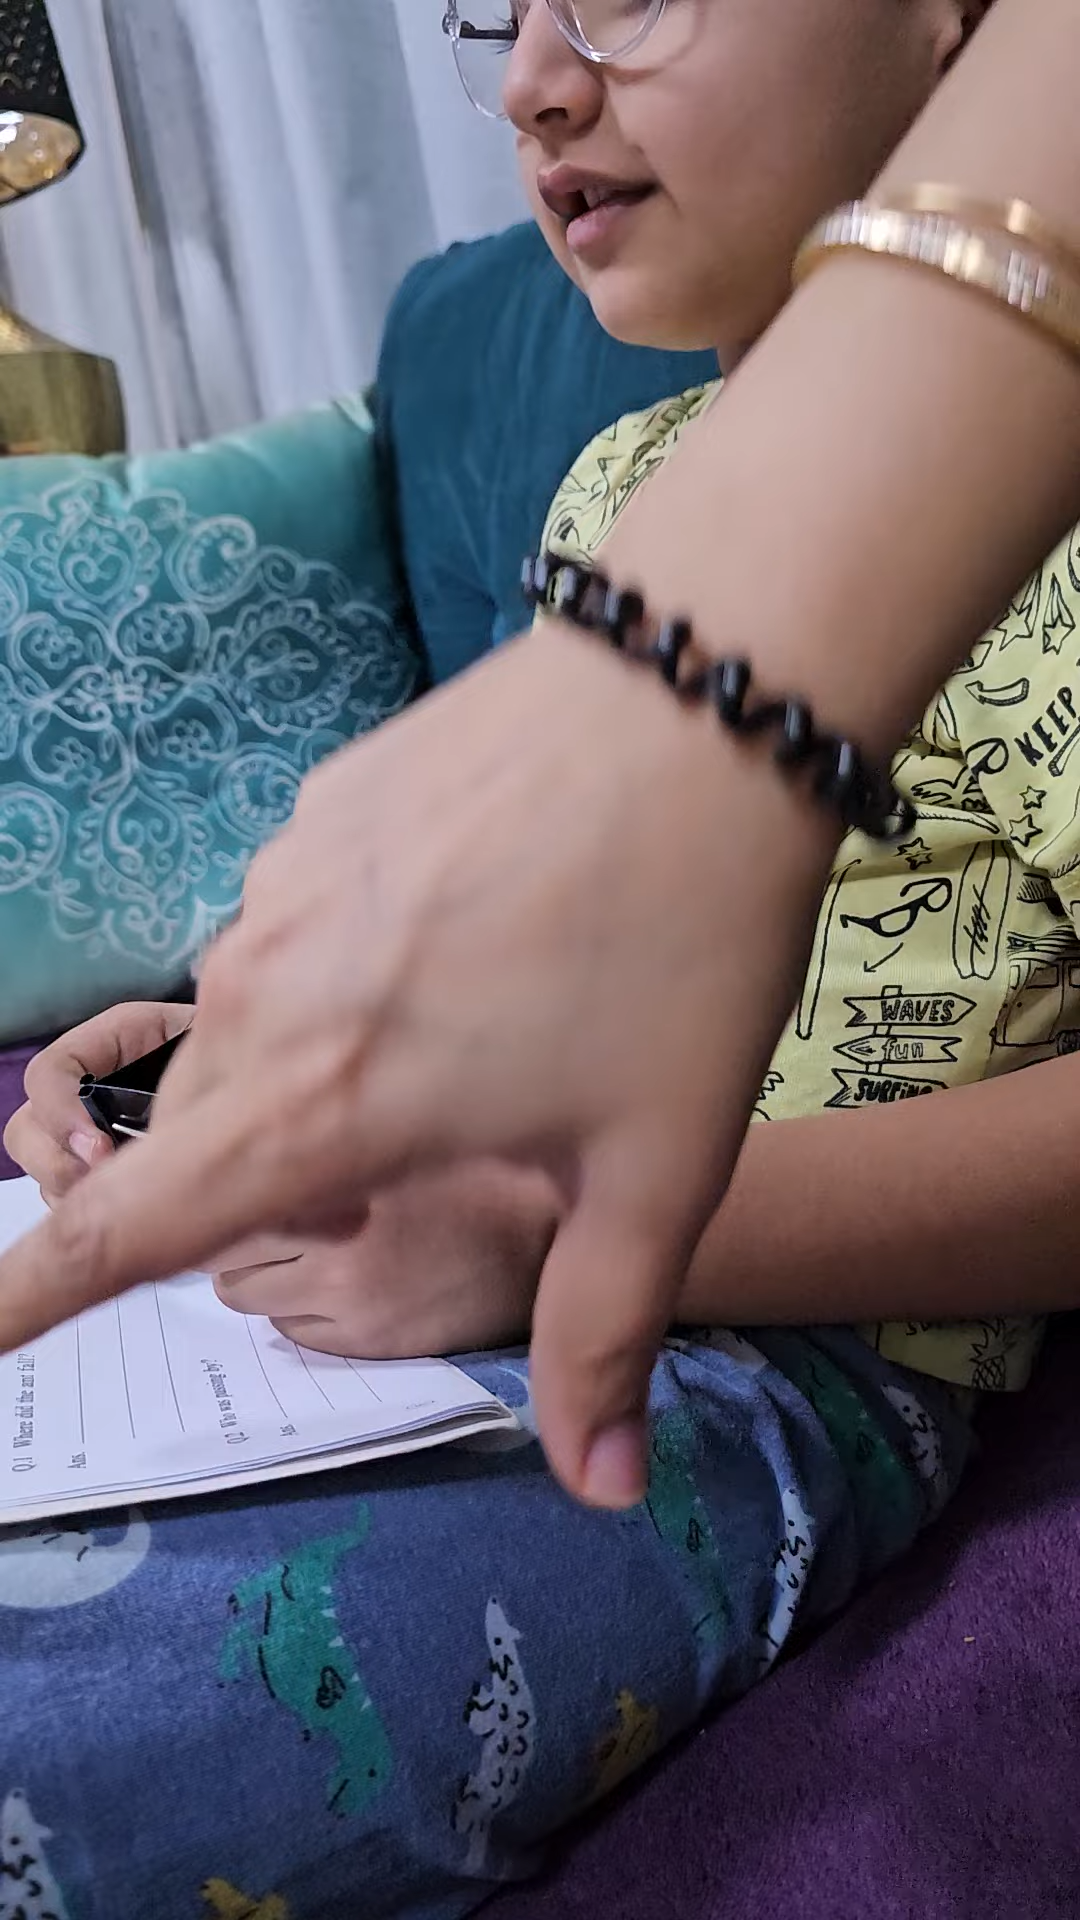 KEEP
WAVES
fun
SURFING
Q.1 Where did the ant fall?
Ans.
Q.2 Who was passing by?
Ans